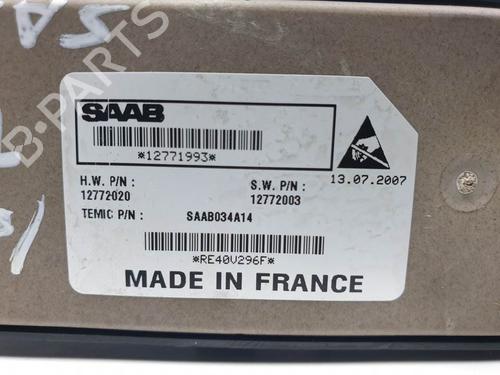 SAAB
*12771993*
13.07.2007
H.W. P/N :
12772020
S.W. P/N :
12772003
TEMIC P/N :
SAAB034A14
*RE40V296F*
MADE IN FRANCE
B-PARTS